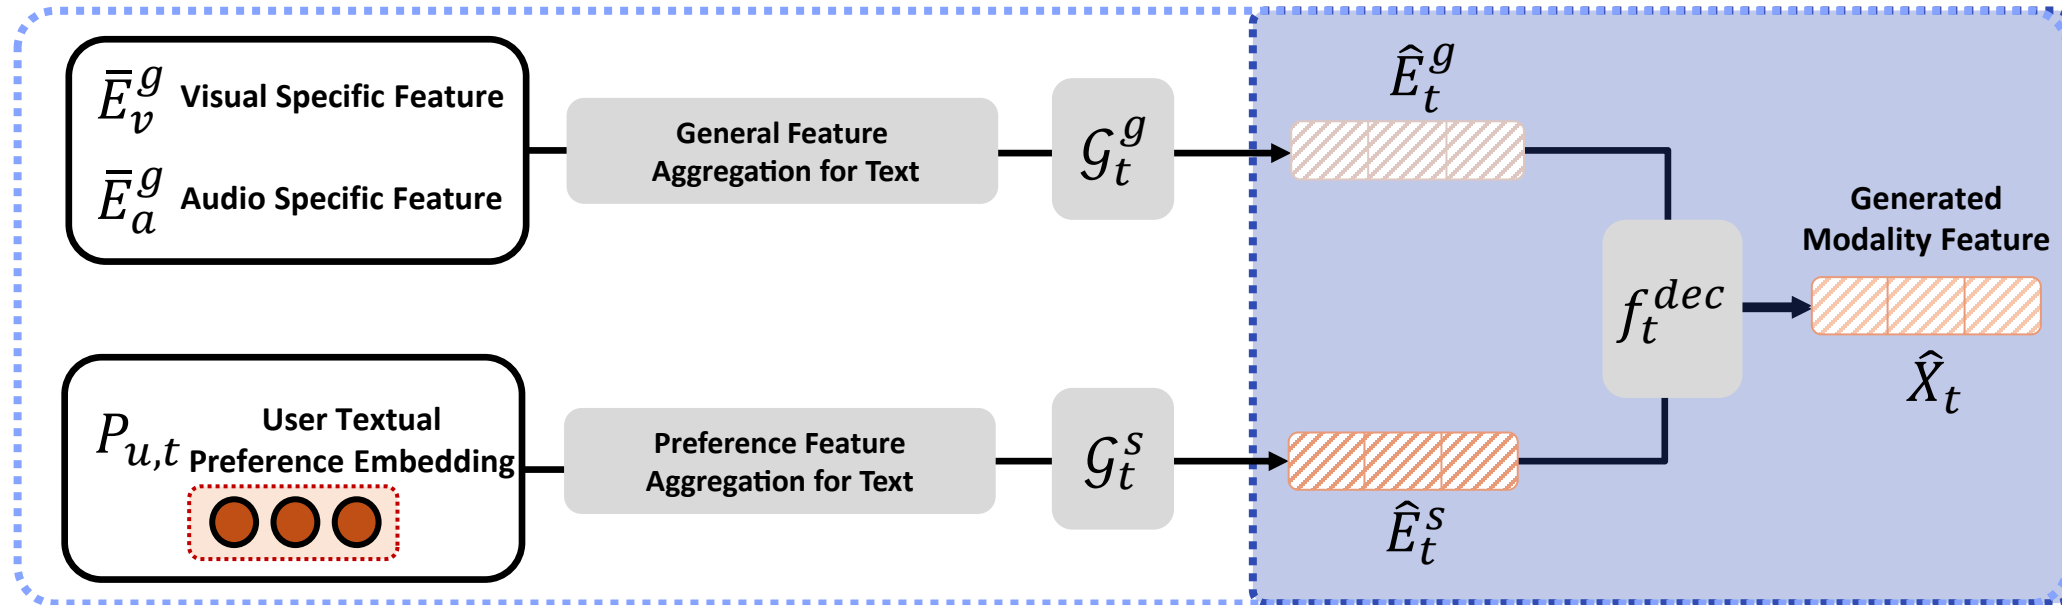 Ē_v^g Visual Specific Feature
Ē_a^g Audio Specific Feature
General Feature
Aggregation for Text
𝒢_t^g
Ê_t^g
P_{u,t}
User Textual
Preference Embedding
Preference Feature
Aggregation for Text
𝒢_t^s
Ê_t^s
f_t^{dec}
Generated
Modality Feature
X̂_t